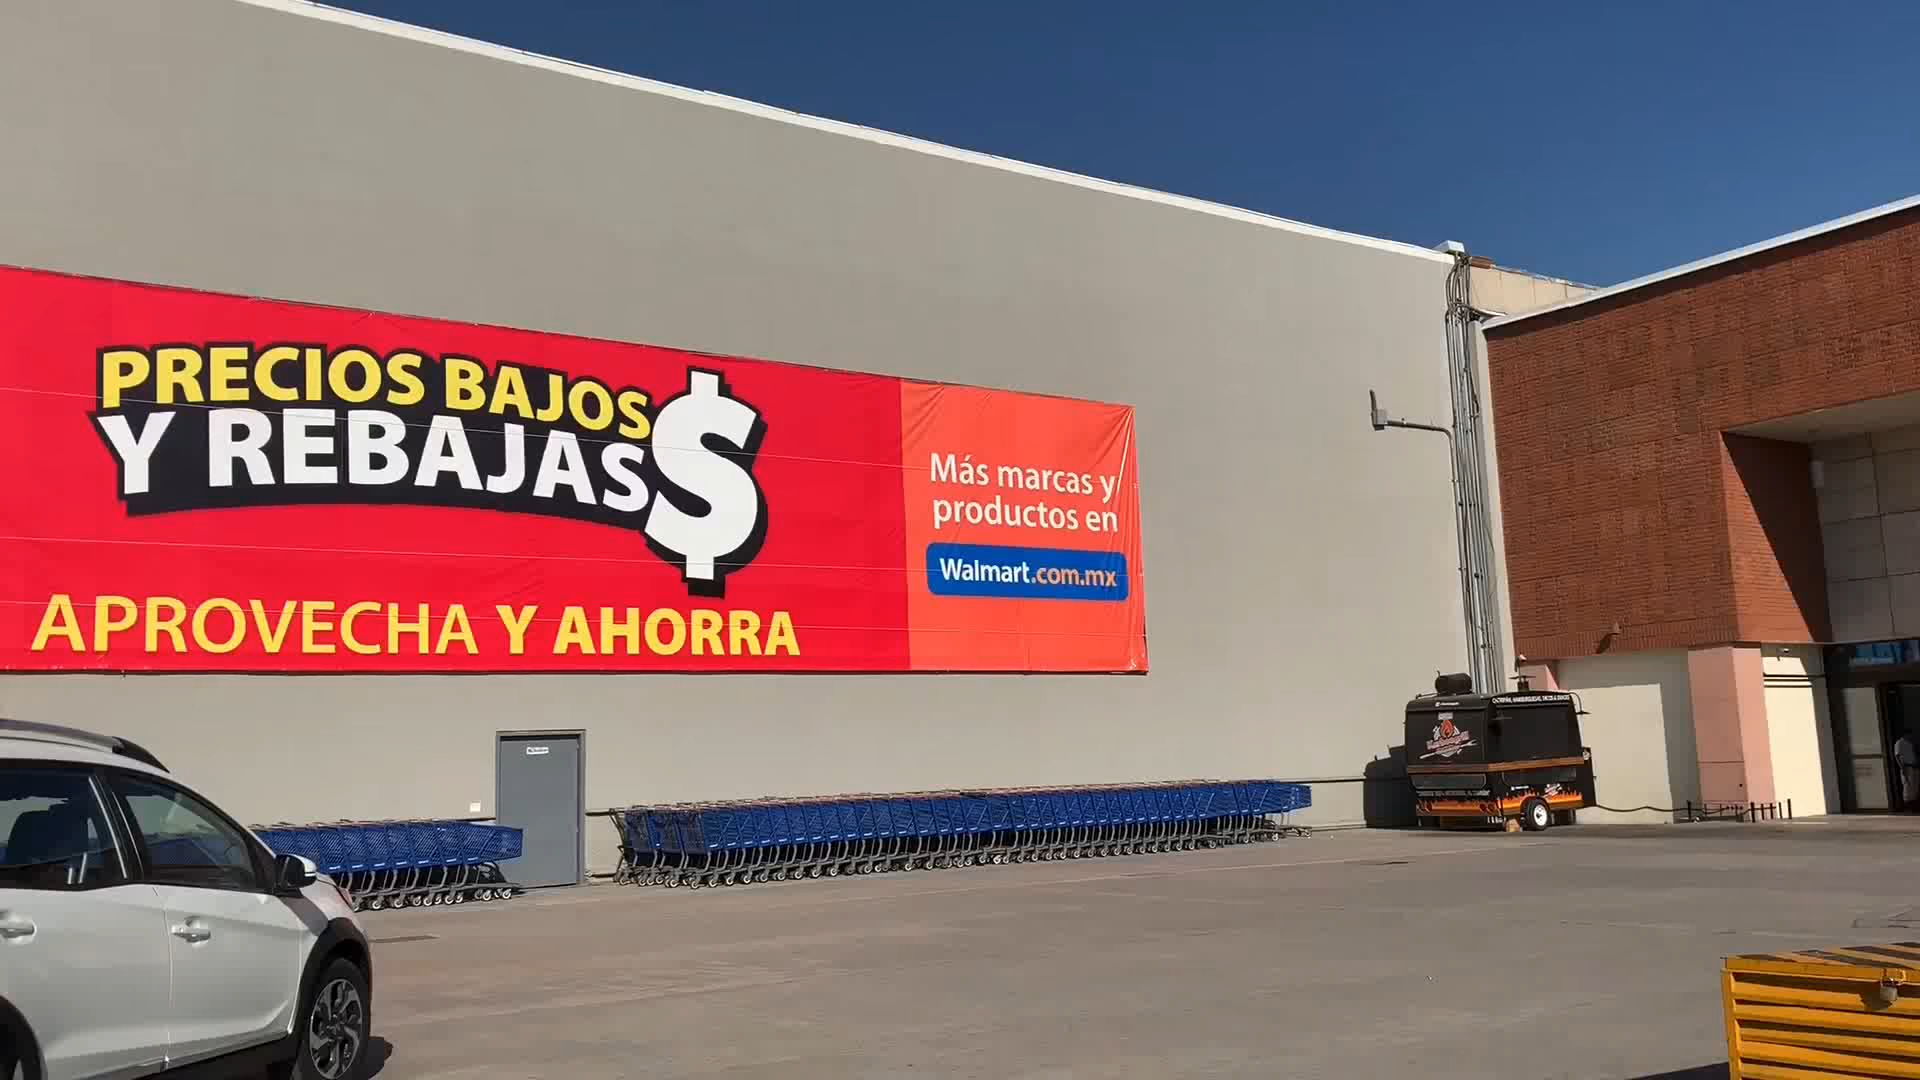 PRECIOS BAJOS
Y REBAJAS$
APROVECHA Y AHORRA
Más marcas y
productos en
Walmart.com.mx